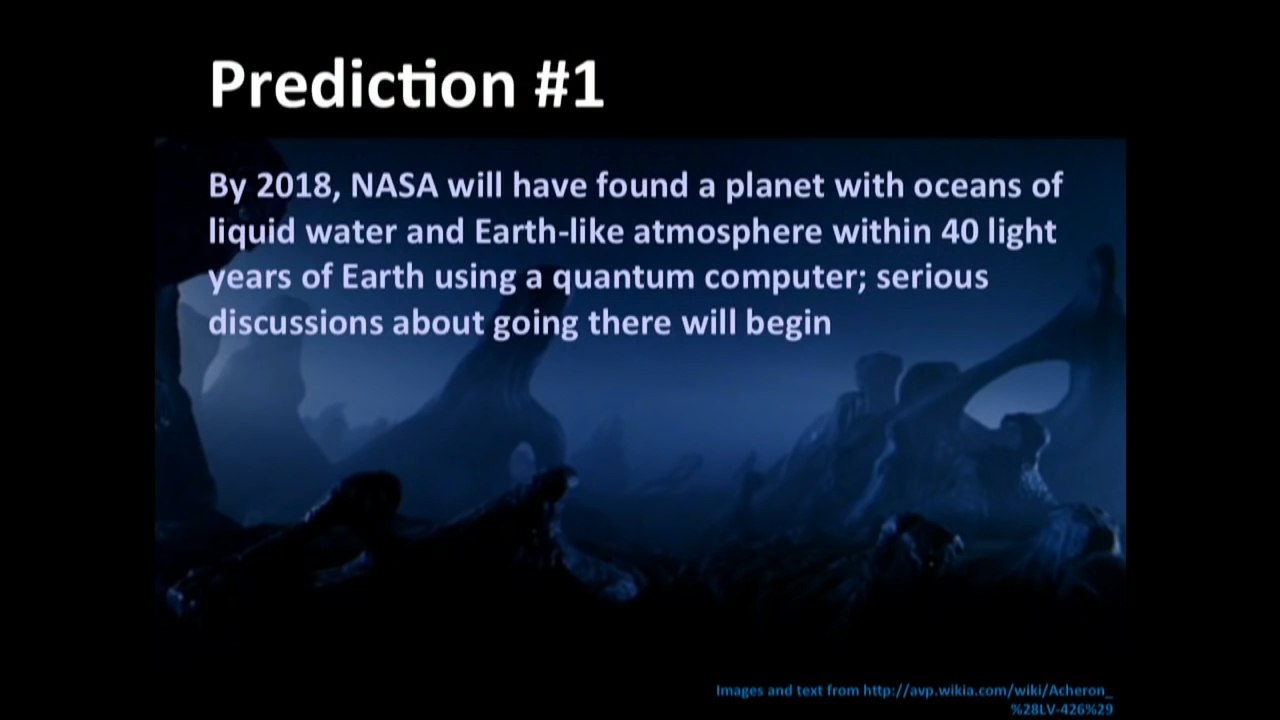 Prediction #1
By 2018, NASA will have found a planet with oceans of
liquid water and Earth-like atmosphere within 40 light
years of Earth using a quantum computer; serious
discussions about going there will begin
Images and text from http://avp.wikia.com/wiki/Acheron_
%28LV-426%29